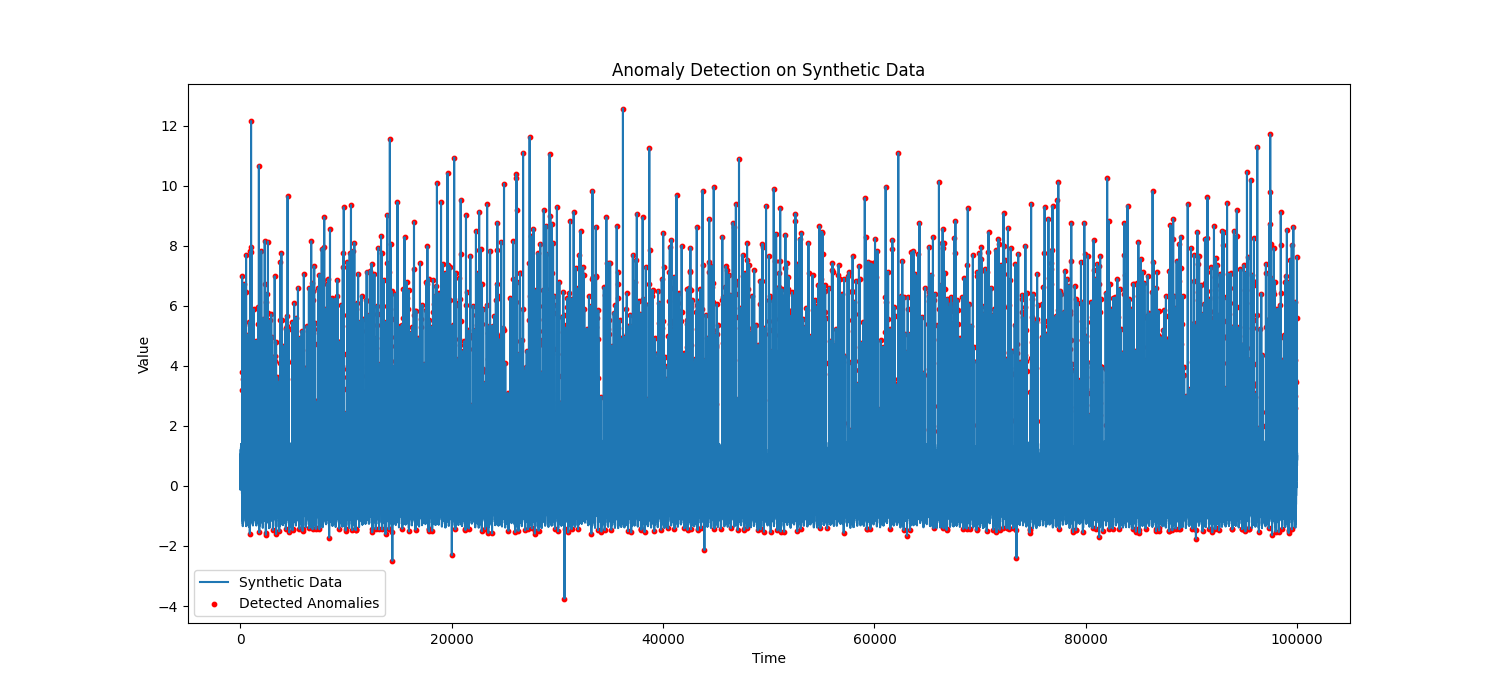 Anomaly Detection on Synthetic Data
Value
12
10
8
6
4
2
0
−2
−4
Synthetic Data
Detected Anomalies
0 20000 40000 60000 80000 100000
Time